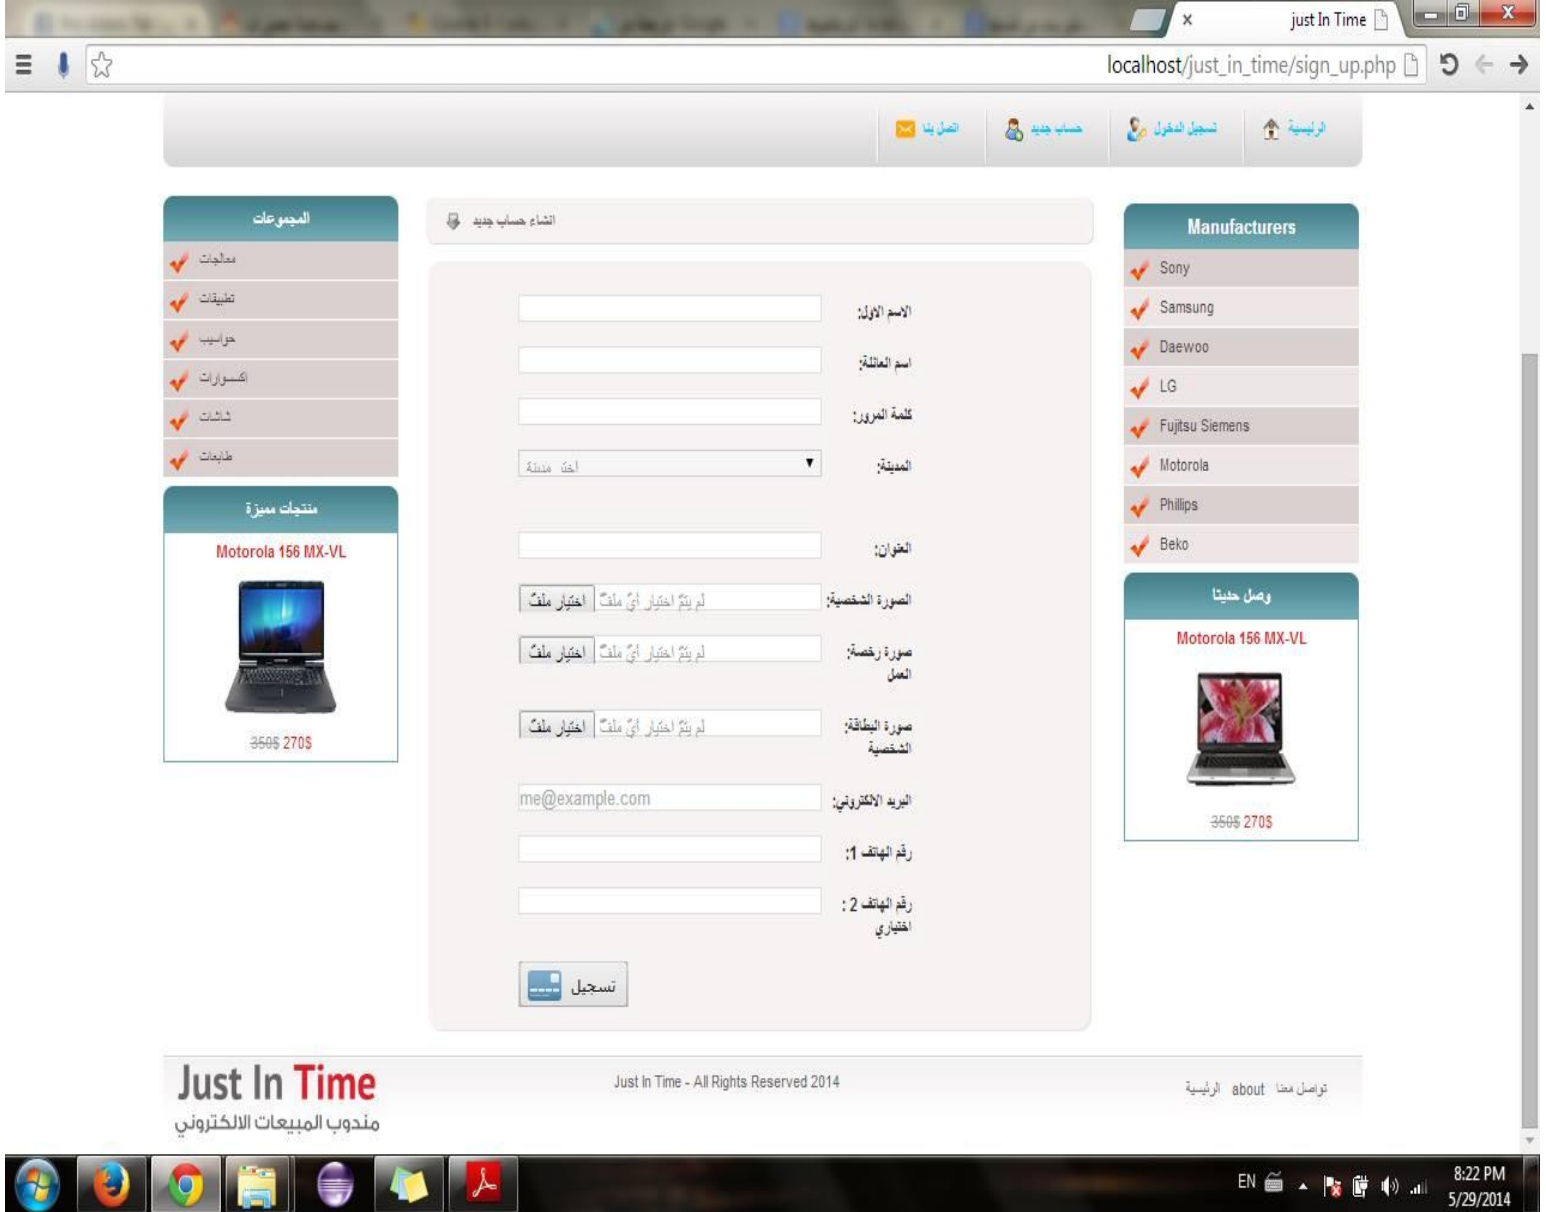 just In Time
localhost/just_in_time/sign_up.php
الرئيسية
تسجيل الدخول
حساب جديد
اتصل بنا
Manufacturers
Sony
Samsung
Daewoo
LG
Fujitsu Siemens
Motorola
Phillips
Beko
وصل حديثا
Motorola 156 MX-VL
350$ 270$
انشاء حساب جديد
الاسم الاول:
اسم العائلة:
كلمة المرور:
المدينة:
اختر مدينة
العنوان:
الصورة الشخصية:
اختيار ملفّ لم يتمّ اختيار أيّ ملفّ
صورة رخصة:
العمل
اختيار ملفّ لم يتمّ اختيار أيّ ملفّ
صورة البطاقة:
الشخصية
اختيار ملفّ لم يتمّ اختيار أيّ ملفّ
البريد الالكتروني:
me@example.com
رقم الهاتف 1:
رقم الهاتف 2 :
اختياري
تسجيل
المجموعات
معالجات
تطبيقات
حواسيب
اكسسوارات
شاشات
طابعات
منتجات مميزة
Motorola 156 MX-VL
350$ 270$
Just In Time
مندوب المبيعات الالكتروني
Just In Time - All Rights Reserved 2014
الرئيسية about تواصل معنا
EN
8:22 PM
5/29/2014